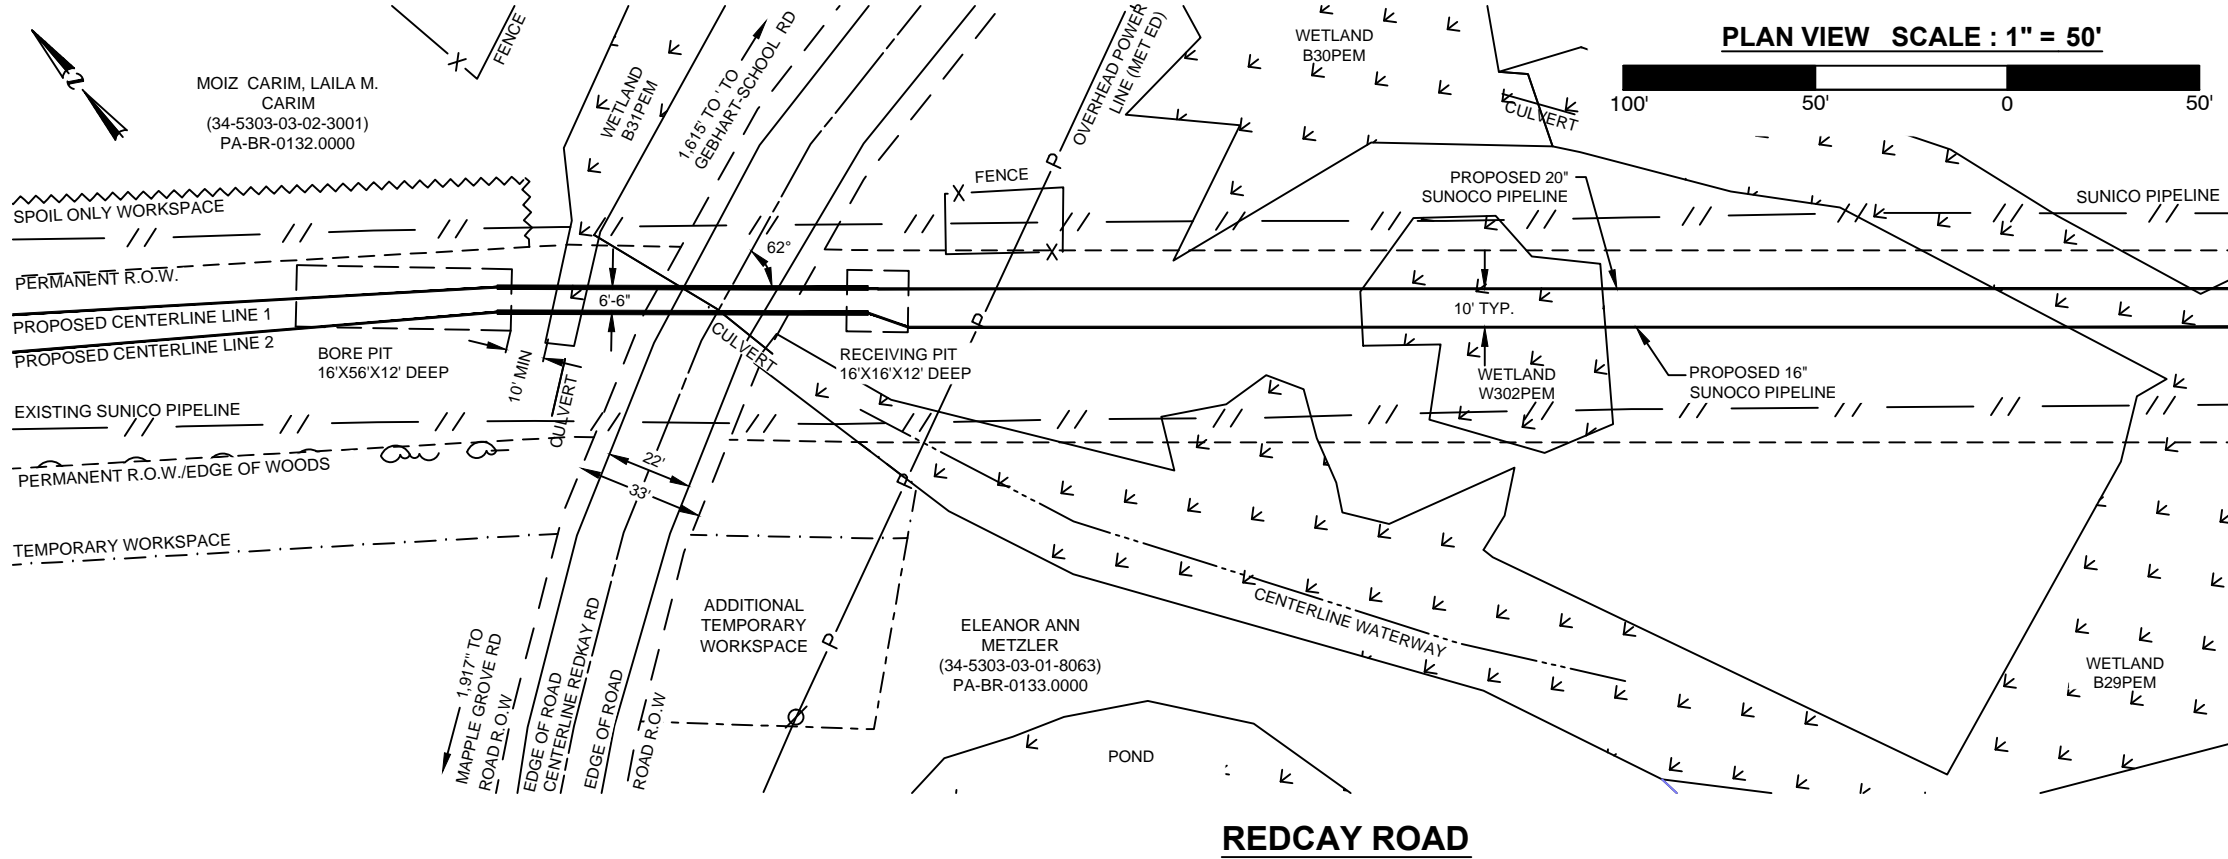 PLAN VIEW SCALE : 1" = 50'
100' 50' 0 50'
Z
MOIZ CARIM, LAILA M.
CARIM
(34-5303-03-02-3001)
PA-BR-0132.0000
X
FENCE
WETLAND
B31PEM
1,615' TO ' TO
GEBHART-SCHOOL RD
OVERHEAD POWER
LINE (MET ED)
P
WETLAND
B30PEM
CULVERT
X
FENCE
X
PROPOSED 20"
SUNOCO PIPELINE
SUNICO PIPELINE
SPOIL ONLY WORKSPACE
PERMANENT R.O.W.
62°
6'-6"
PROPOSED CENTERLINE LINE 1
PROPOSED CENTERLINE LINE 2
10' TYP.
P
CULVERT
BORE PIT
16'X56'X12' DEEP
10' MIN
CULVERT
RECEIVING PIT
16'X16'X12' DEEP
WETLAND
W302PEM
PROPOSED 16"
SUNOCO PIPELINE
EXISTING SUNICO PIPELINE
PERMANENT R.O.W./EDGE OF WOODS
22'
33'
P
TEMPORARY WORKSPACE
ADDITIONAL
TEMPORARY
WORKSPACE
P
ELEANOR ANN
METZLER
(34-5303-03-01-8063)
PA-BR-0133.0000
CENTERLINE WATERWAY
WETLAND
B29PEM
1,917" TO
MAPPLE GROVE RD
ROAD R.O.W
EDGE OF ROAD
CENTERLINE REDKAY RD
EDGE OF ROAD
ROAD R.O.W
POND
REDCAY ROAD